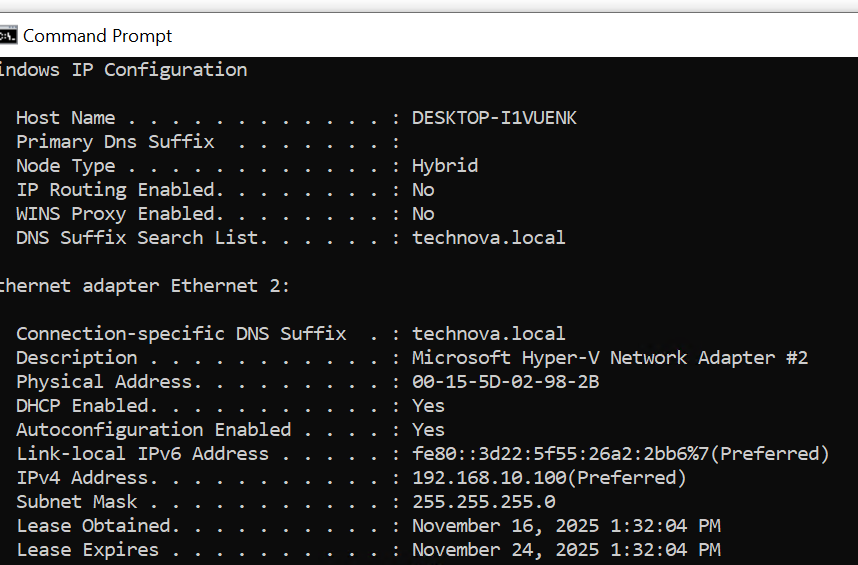 Command Prompt
indows IP Configuration
Host Name . . . . . . . . . . . . : DESKTOP-I1VUENK
Primary Dns Suffix  . . . . . . . :
Node Type . . . . . . . . . . . . : Hybrid
IP Routing Enabled. . . . . . . . : No
WINS Proxy Enabled. . . . . . . . : No
DNS Suffix Search List. . . . . . : technova.local
thernet adapter Ethernet 2:
Connection-specific DNS Suffix  . : technova.local
Description . . . . . . . . . . . : Microsoft Hyper-V Network Adapter #2
Physical Address. . . . . . . . . : 00-15-5D-02-98-2B
DHCP Enabled. . . . . . . . . . . : Yes
Autoconfiguration Enabled . . . . : Yes
Link-local IPv6 Address . . . . . : fe80::3d22:5f55:26a2:2bb6%7(Preferred)
IPv4 Address. . . . . . . . . . . : 192.168.10.100(Preferred)
Subnet Mask . . . . . . . . . . . : 255.255.255.0
Lease Obtained. . . . . . . . . . : November 16, 2025 1:32:04 PM
Lease Expires . . . . . . . . . . : November 24, 2025 1:32:04 PM